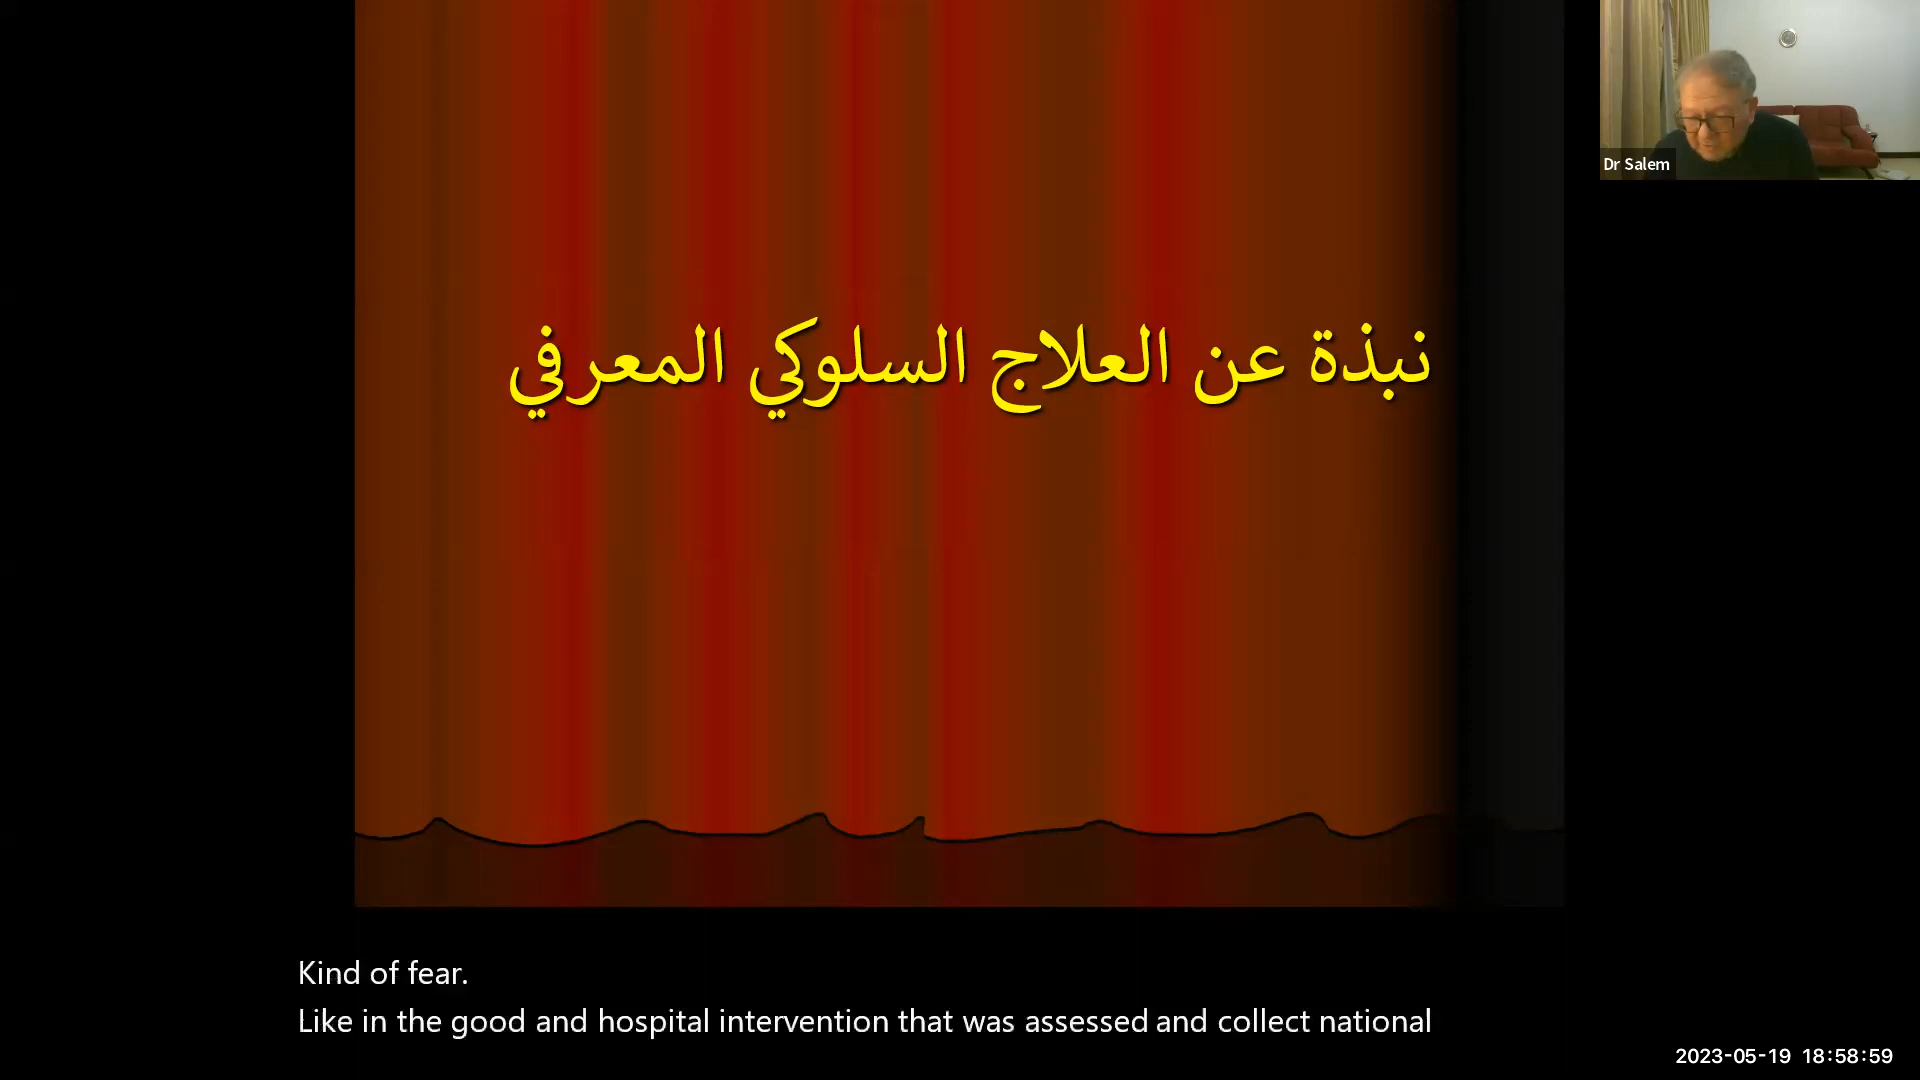 نبذة عن العلاج السلوكي المعرفي
Dr Salem
Kind of fear.
Like in the good and hospital intervention that was assessed and collect national
2023-05-19 18:58:59